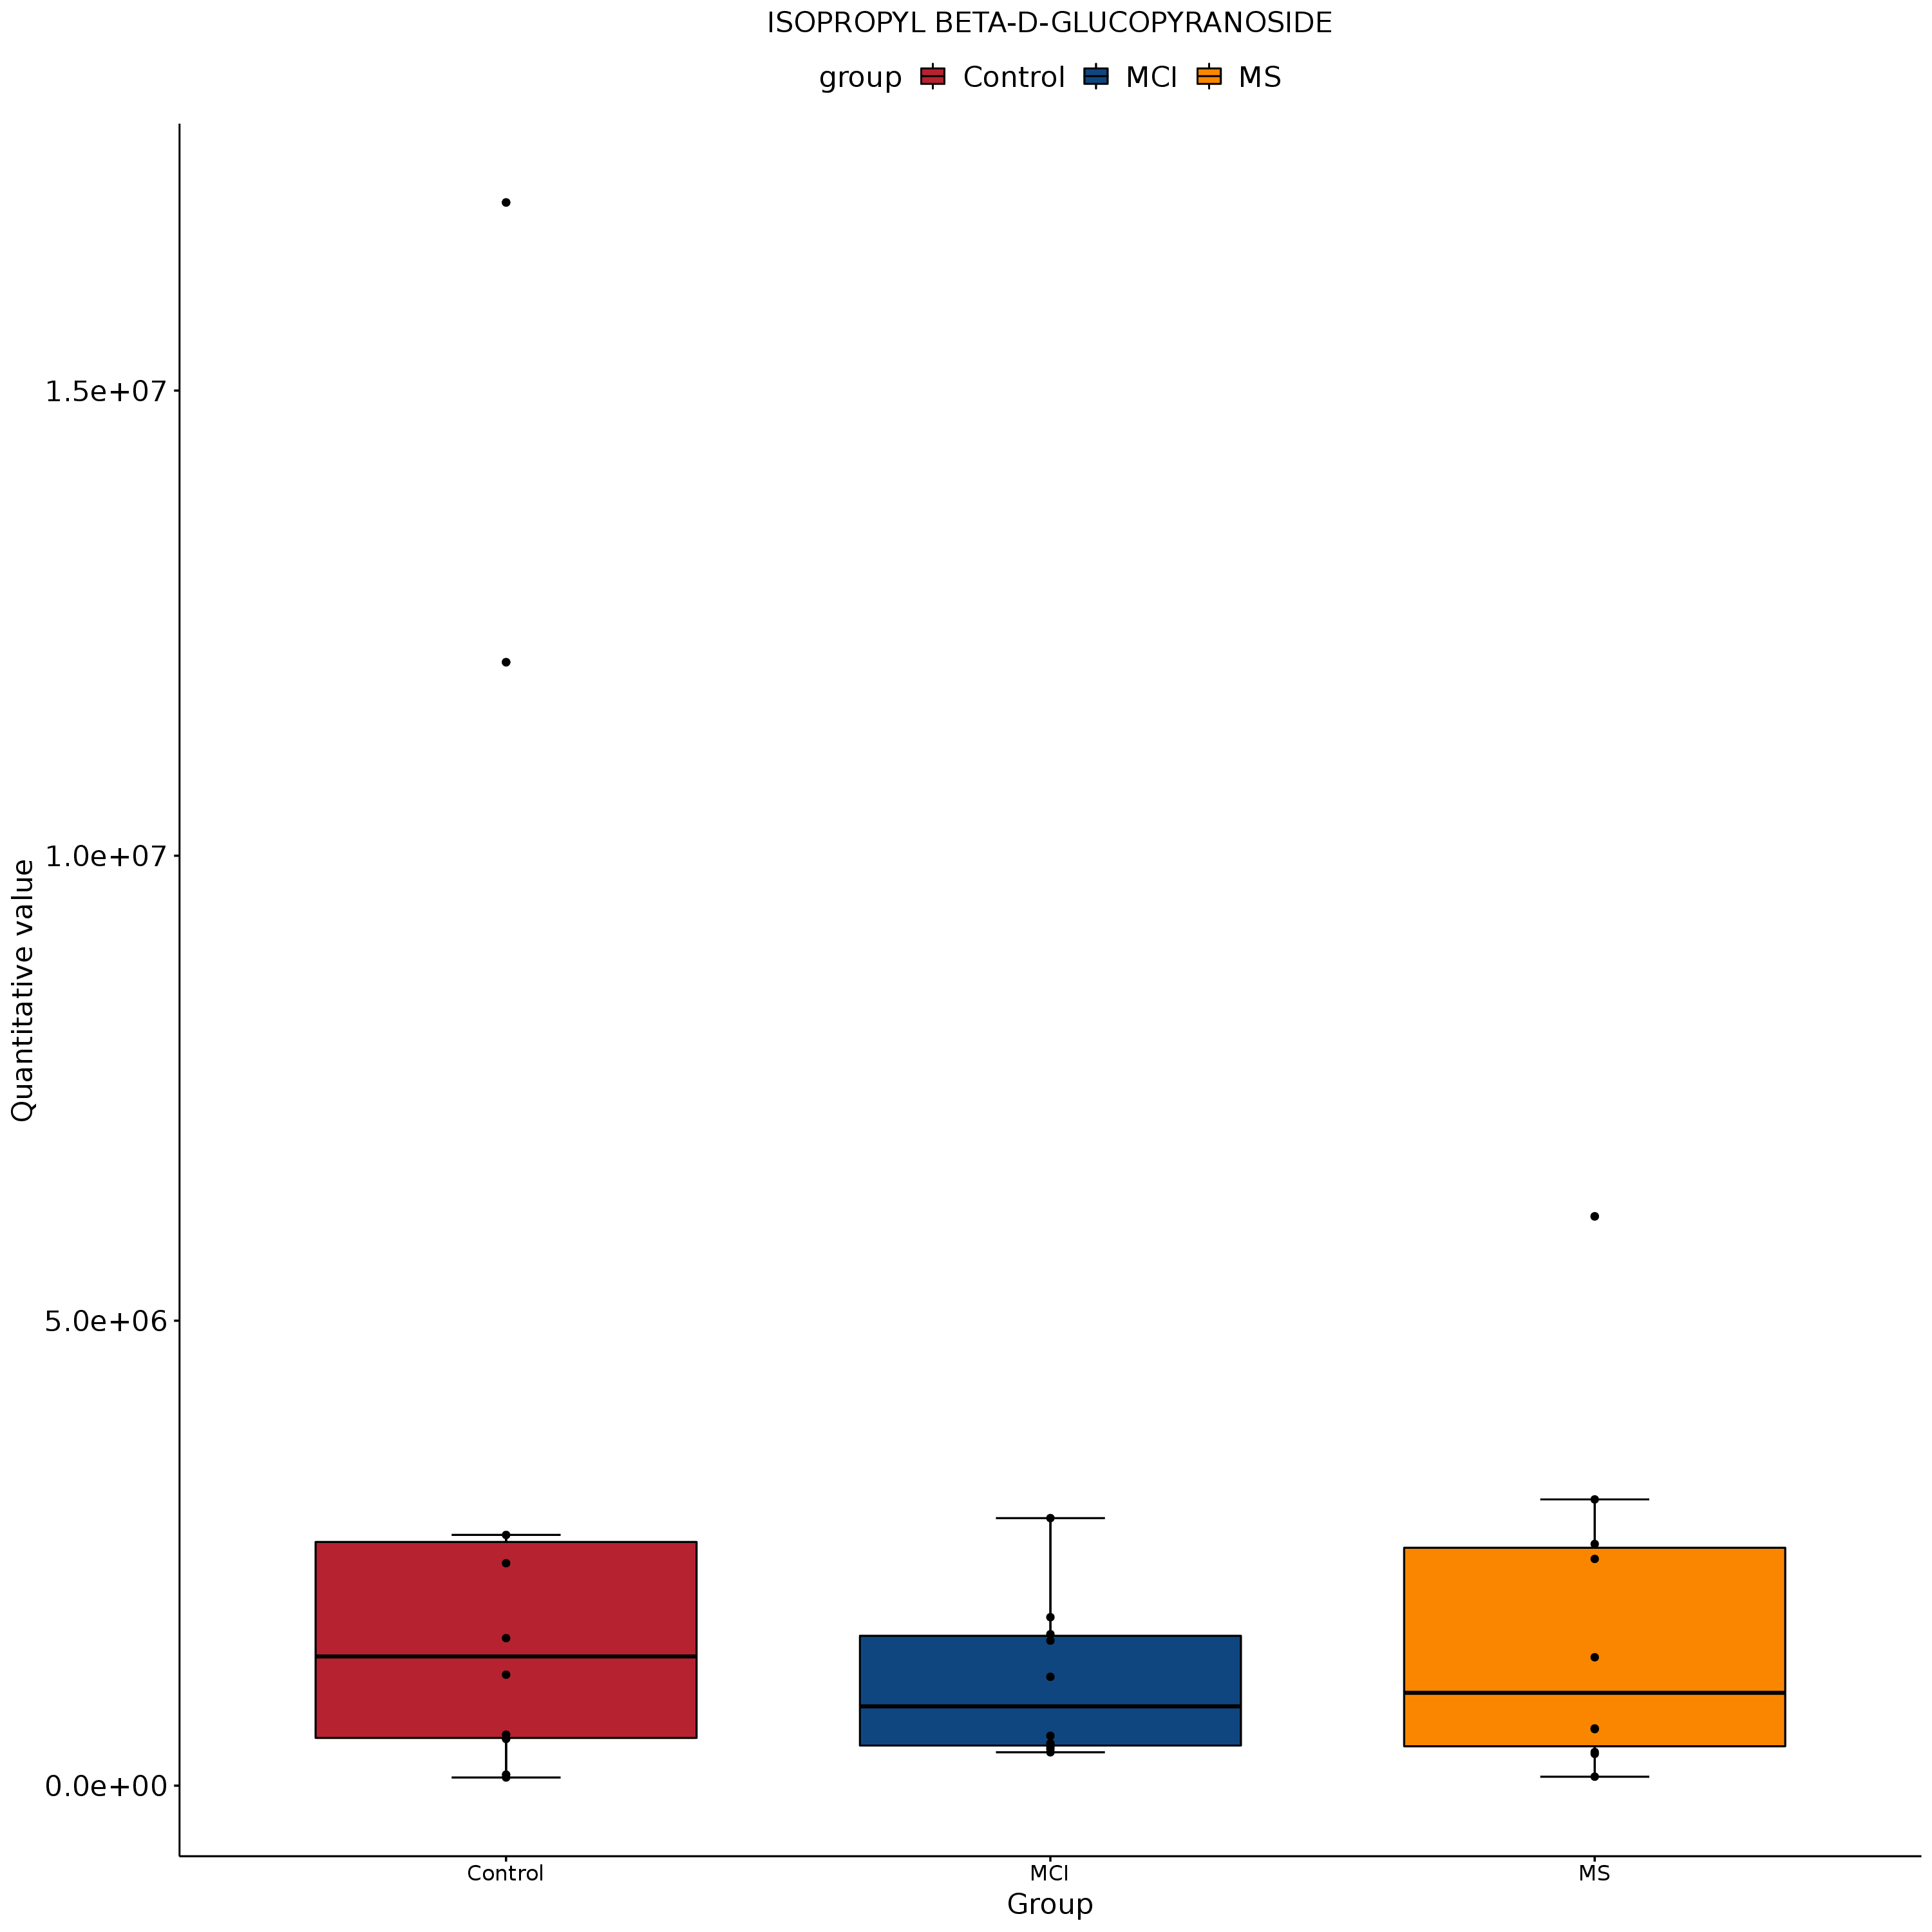 ISOPROPYL BETA-D-GLUCOPYRANOSIDE
group Control MCI MS
Quantitative value
1.5e+07
1.0e+07
5.0e+06
0.0e+00
Control MCI MS
Group